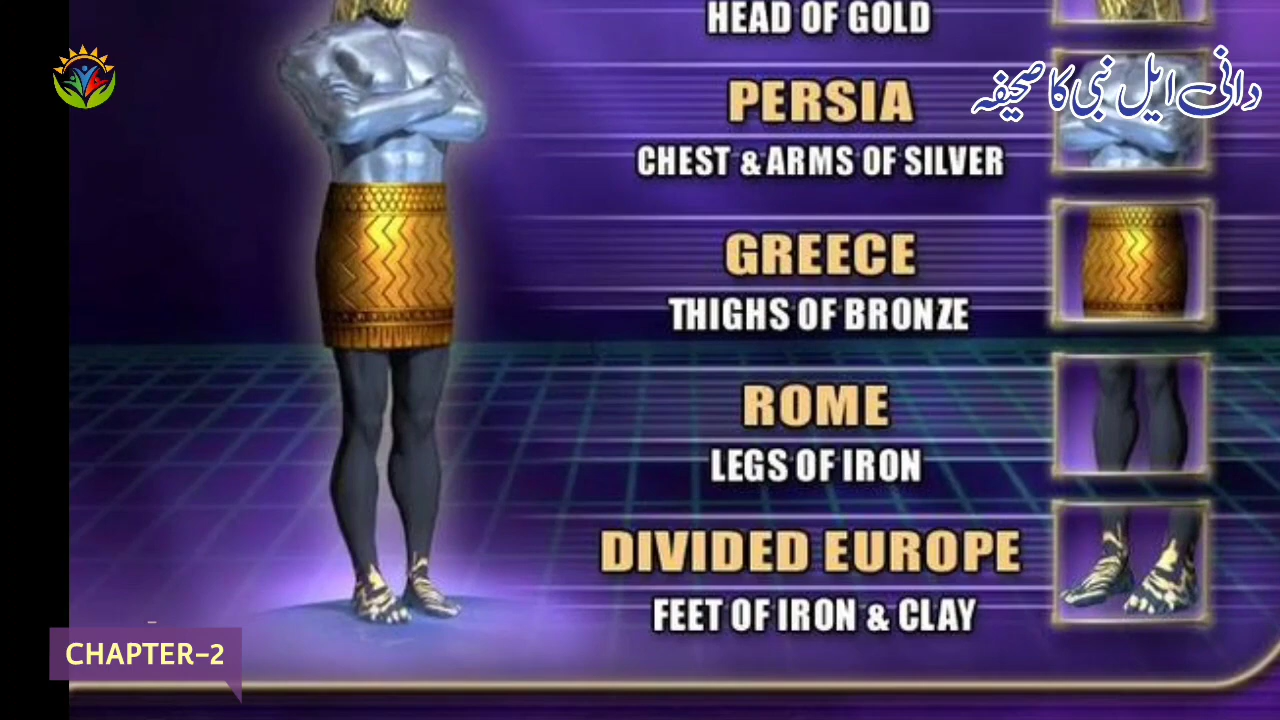 HEAD OF GOLD
دانی ایل نبی کا صحیفہ
PERSIA
CHEST & ARMS OF SILVER
GREECE
THIGHS OF BRONZE
ROME
LEGS OF IRON
DIVIDED EUROPE
FEET OF IRON & CLAY
CHAPTER-2